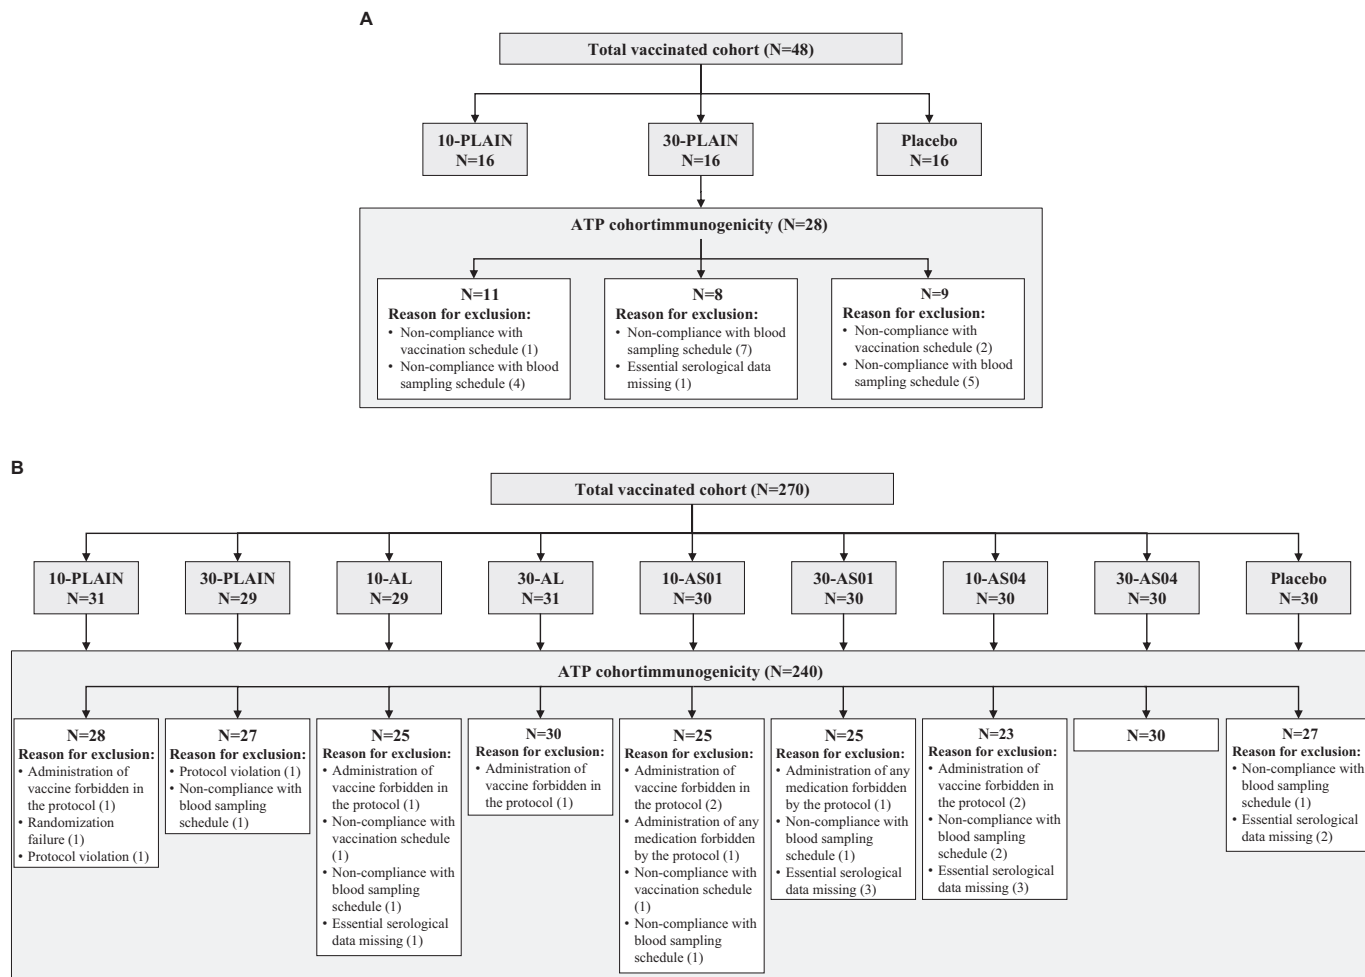 A
Total vaccinated cohort (N=48)
10-PLAIN
N=16
30-PLAIN
N=16
Placebo
N=16
ATP cohortimmunogenicity (N=28)
N=11
Reason for exclusion:
• Non-compliance with
vaccination schedule (1)
• Non-compliance with blood
sampling schedule (4)
N=8
Reason for exclusion:
• Non-compliance with blood
sampling schedule (7)
• Essential serological data
missing (1)
N=9
Reason for exclusion:
• Non-compliance with
vaccination schedule (2)
• Non-compliance with blood
sampling schedule (5)
B
Total vaccinated cohort (N=270)
10-PLAIN
N=31
30-PLAIN
N=29
10-AL
N=29
30-AL
N=31
10-AS01
N=30
30-AS01
N=30
10-AS04
N=30
30-AS04
N=30
Placebo
N=30
ATP cohortimmunogenicity (N=240)
N=28
Reason for exclusion:
• Administration of
vaccine forbidden in
the protocol (1)
• Randomization
failure (1)
• Protocol violation (1)
N=27
Reason for exclusion:
• Protocol violation (1)
• Non-compliance with
blood sampling
schedule (1)
N=25
Reason for exclusion:
• Administration of
vaccine forbidden in
the protocol (1)
• Non-compliance with
vaccination schedule
(1)
• Non-compliance with
blood sampling
schedule (1)
• Essential serological
data missing (1)
N=30
Reason for exclusion:
• Administration of
vaccine forbidden in
the protocol (1)
N=25
Reason for exclusion:
• Administration of
vaccine forbidden in
the protocol (2)
• Administration of any
medication forbidden
by the protocol (1)
• Non-compliance with
vaccination schedule
(1)
• Non-compliance with
blood sampling
schedule (1)
N=25
Reason for exclusion:
• Administration of any
medication forbidden
by the protocol (1)
• Non-compliance with
blood sampling
schedule (1)
• Essential serological
data missing (3)
N=23
Reason for exclusion:
• Administration of
vaccine forbidden in
the protocol (2)
• Non-compliance with
blood sampling
schedule (2)
• Essential serological
data missing (3)
N=30
N=27
Reason for exclusion:
• Non-compliance with
blood sampling
schedule (1)
• Essential serological
data missing (2)